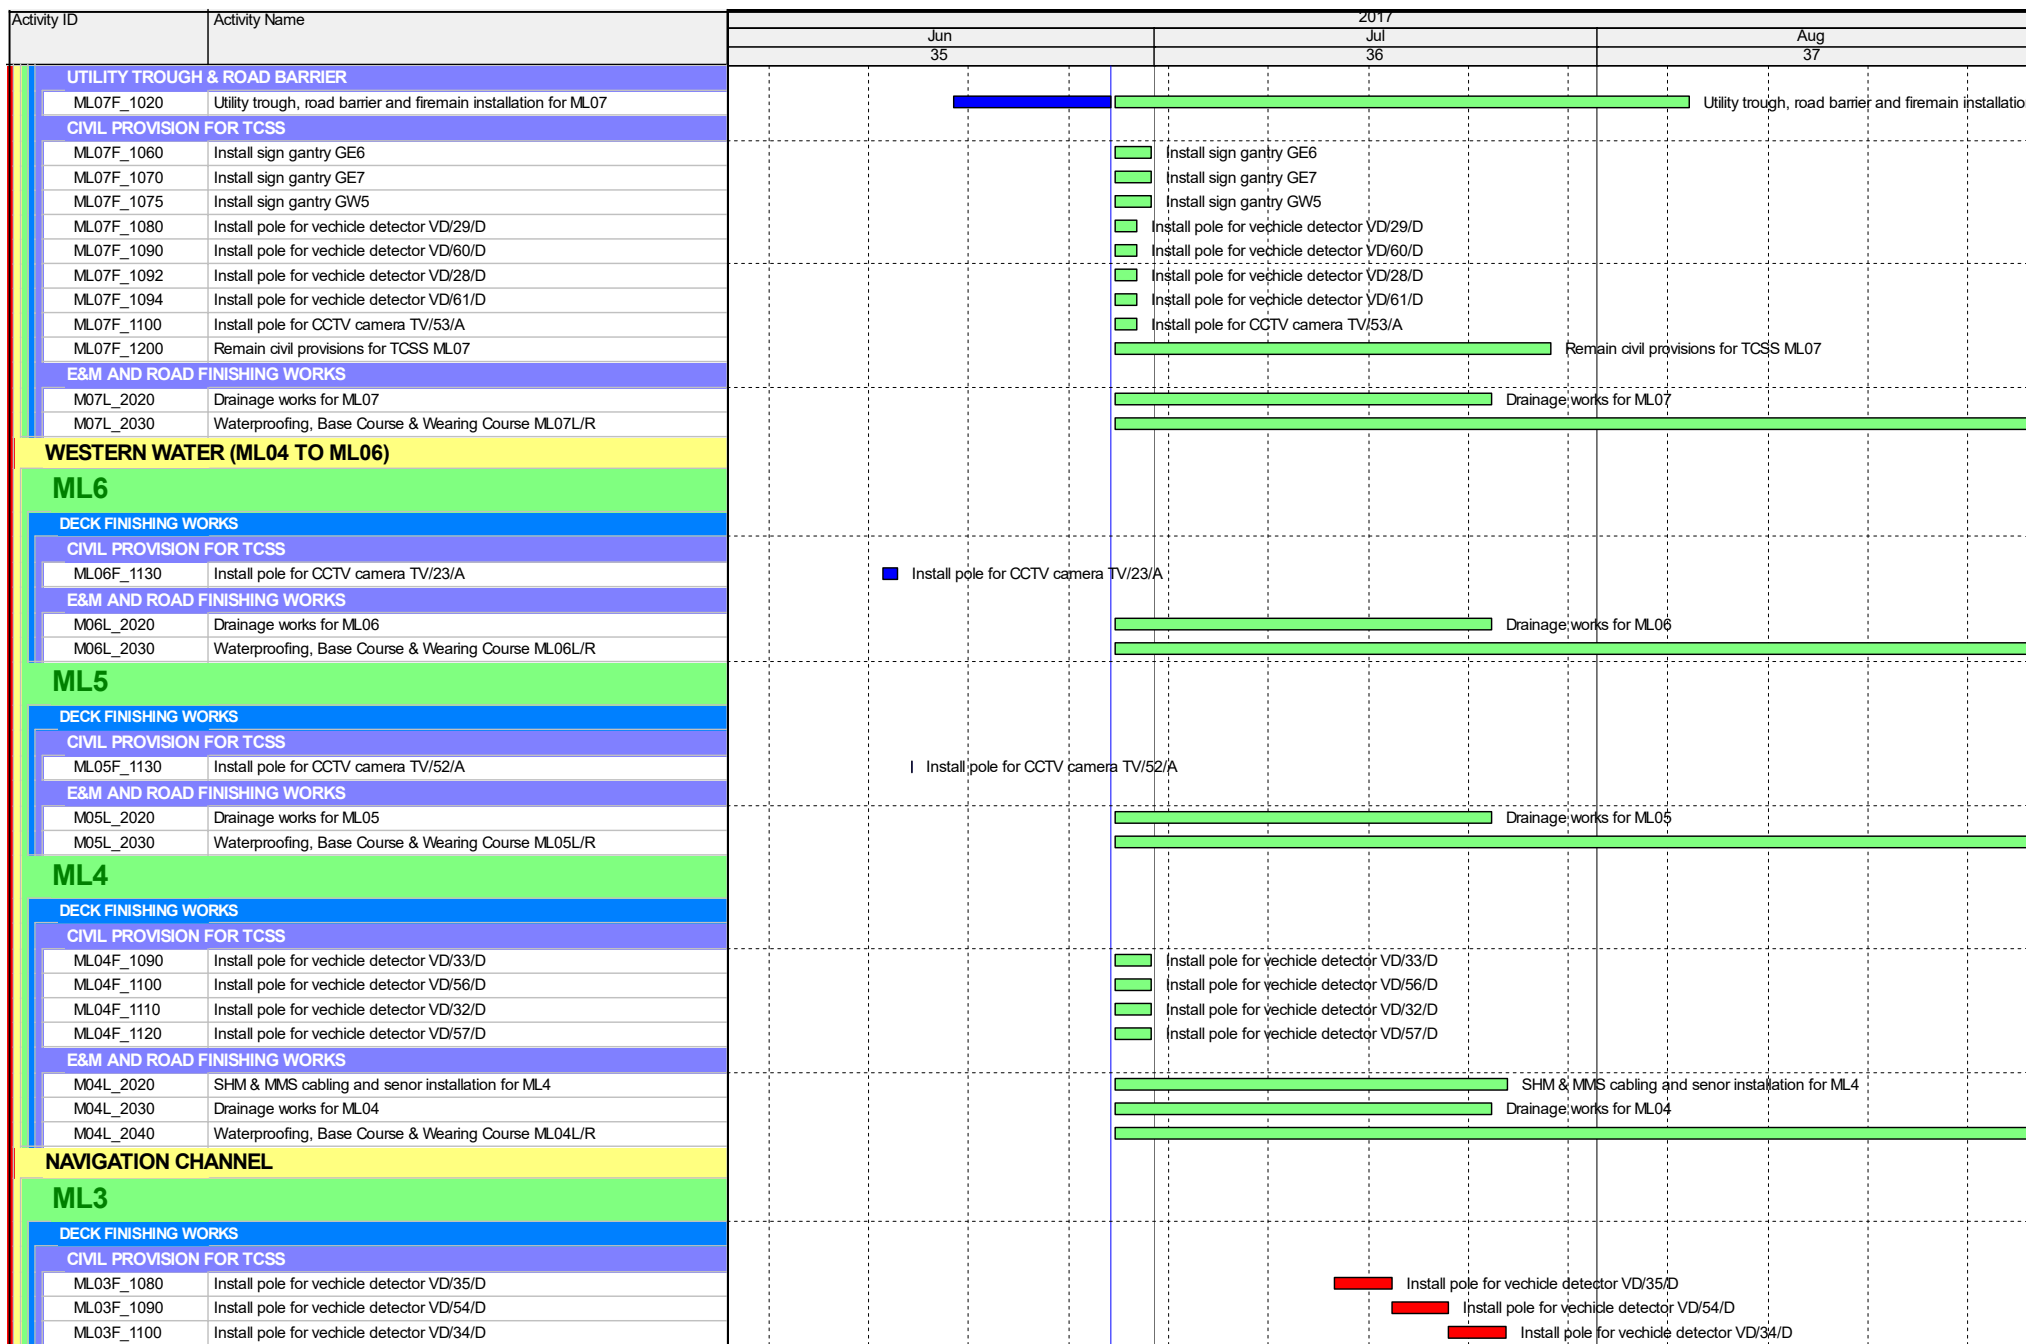 Activity ID Activity Name 2017
Jun Jul Aug
35 36 37
UTILITY TROUGH & ROAD BARRIER
ML07F_1020 Utility trough, road barrier and firemain installation for ML07 Utility trough, road barrier and firemain installation
CIVIL PROVISION FOR TCSS
ML07F_1060 Install sign gantry GE6 Install sign gantry GE6
ML07F_1070 Install sign gantry GE7 Install sign gantry GE7
ML07F_1075 Install sign gantry GW5 Install sign gantry GW5
ML07F_1080 Install pole for vechicle detector VD/29/D Install pole for vechicle detector VD/29/D
ML07F_1090 Install pole for vechicle detector VD/60/D Install pole for vechicle detector VD/60/D
ML07F_1092 Install pole for vechicle detector VD/28/D Install pole for vechicle detector VD/28/D
ML07F_1094 Install pole for vechicle detector VD/61/D Install pole for vechicle detector VD/61/D
ML07F_1100 Install pole for CCTV camera TV/53/A Install pole for CCTV camera TV/53/A
ML07F_1200 Remain civil provisions for TCSS ML07 Remain civil provisions for TCSS ML07
E&M AND ROAD FINISHING WORKS
M07L_2020 Drainage works for ML07 Drainage works for ML07
M07L_2030 Waterproofing, Base Course & Wearing Course ML07L/R
WESTERN WATER (ML04 TO ML06)
ML6
DECK FINISHING WORKS
CIVIL PROVISION FOR TCSS
ML06F_1130 Install pole for CCTV camera TV/23/A Install pole for CCTV camera TV/23/A
E&M AND ROAD FINISHING WORKS
M06L_2020 Drainage works for ML06 Drainage works for ML06
M06L_2030 Waterproofing, Base Course & Wearing Course ML06L/R
ML5
DECK FINISHING WORKS
CIVIL PROVISION FOR TCSS
ML05F_1130 Install pole for CCTV camera TV/52/A Install pole for CCTV camera TV/52/A
E&M AND ROAD FINISHING WORKS
M05L_2020 Drainage works for ML05 Drainage works for ML05
M05L_2030 Waterproofing, Base Course & Wearing Course ML05L/R
ML4
DECK FINISHING WORKS
CIVIL PROVISION FOR TCSS
ML04F_1090 Install pole for vechicle detector VD/33/D Install pole for vechicle detector VD/33/D
ML04F_1100 Install pole for vechicle detector VD/56/D Install pole for vechicle detector VD/56/D
ML04F_1110 Install pole for vechicle detector VD/32/D Install pole for vechicle detector VD/32/D
ML04F_1120 Install pole for vechicle detector VD/57/D Install pole for vechicle detector VD/57/D
E&M AND ROAD FINISHING WORKS
M04L_2020 SHM & MMS cabling and senor installation for ML4 SHM & MMS cabling and senor installation for ML4
M04L_2030 Drainage works for ML04 Drainage works for ML04
M04L_2040 Waterproofing, Base Course & Wearing Course ML04L/R
NAVIGATION CHANNEL
ML3
DECK FINISHING WORKS
CIVIL PROVISION FOR TCSS
ML03F_1080 Install pole for vechicle detector VD/35/D Install pole for vechicle detector VD/35/D
ML03F_1090 Install pole for vechicle detector VD/54/D Install pole for vechicle detector VD/54/D
ML03F_1100 Install pole for vechicle detector VD/34/D Install pole for vechicle detector VD/34/D